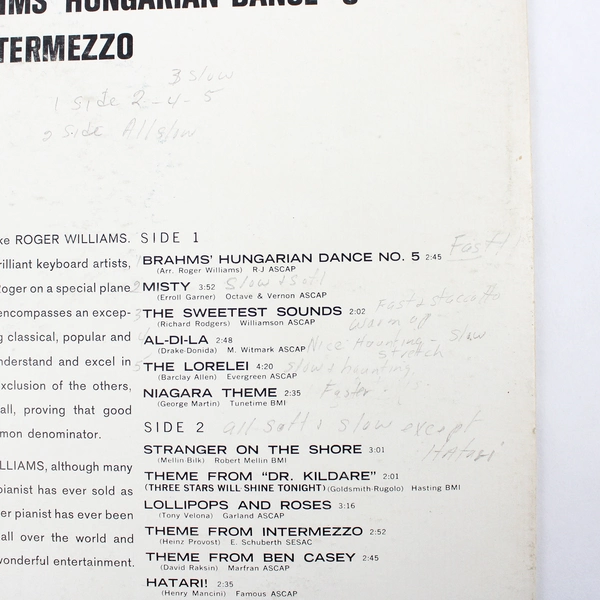 HMS' HUNGARIAN DANCE
TERMEZZO
3 slow
1 side 2-4-5
2 side All slow
ke ROGER WILLIAMS.
rilliant keyboard artists,
Roger on a special plane
encompasses an excep-
g classical, popular and
nderstand and excel in
exclusion of the others,
all, proving that good
mon denominator.
LLIAMS, although many
pianist has ever sold as
er pianist has ever been
all over the world and
wonderful entertainment.
SIDE 1
BRAHMS' HUNGARIAN DANCE NO. 5 2:45 Fast!
(Arr. Roger Williams) R-J ASCAP
2 MISTY 3:52 Slow & Soft
(Erroll Garner) Octave & Vernon ASCAP
3 THE SWEETEST SOUNDS 2:02 Fast & staccatto
(Richard Rodgers) Williamson ASCAP warm up
AL-DI-LA 2:48
(Drake-Donida) M. Witmark ASCAP Nice Haunting - Slow
stretch
5 THE LORELEI 4:20 Slow & haunting
(Barclay Allen) Evergreen ASCAP
NIAGARA THEME 2:35 Faster
(George Martin) Tunetime BMI
SIDE 2 all soft & slow except
Hatari
STRANGER ON THE SHORE 3:01
(Mellin Bilk) Robert Mellin BMI
THEME FROM "DR. KILDARE" 2:01
(THREE STARS WILL SHINE TONIGHT) (Goldsmith-Rugolo) Hasting BMI
LOLLIPOPS AND ROSES 3:16
(Tony Velona) Garland ASCAP
THEME FROM INTERMEZZO 2:52
(Heinz Provost) E. Schuberth SESAC
THEME FROM BEN CASEY 2:45
(David Raksin) Marfran ASCAP
HATARI! 2:35
(Henry Mancini) Famous ASCAP